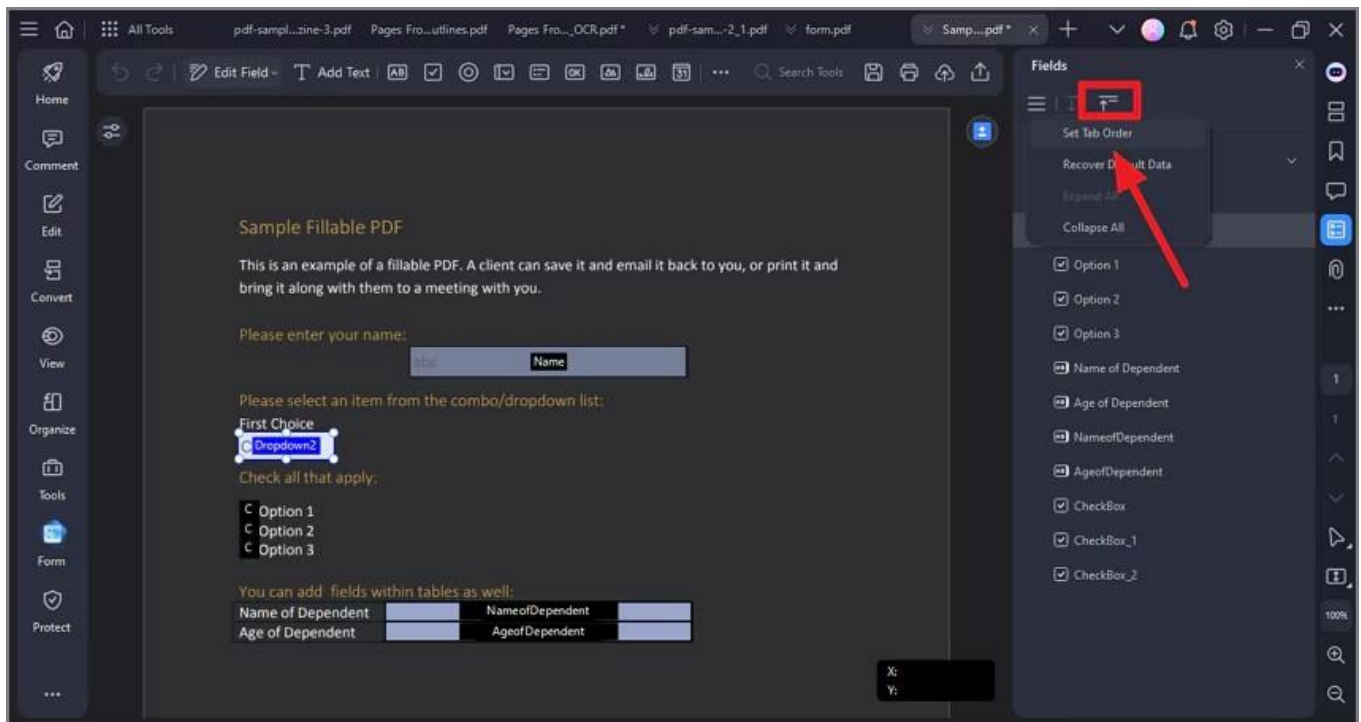 All Tools
pdf-sampl...zine-3.pdf
Pages Fro...utlines.pdf
Pages Fro..._OCR.pdf *
pdf-sam...-2_1.pdf
form.pdf
Samp....pdf *
Edit Field
Add Text
Search Tools
Fields
Home
Comment
Edit
Convert
View
Organize
Tools
Form
Protect
Sample Fillable PDF
This is an example of a fillable PDF. A client can save it and email it back to you, or print it and
bring it along with them to a meeting with you.
Please enter your name:
abc
Name
Please select an item from the combo/dropdown list:
First Choice
C Dropdown2
Check all that apply:
C Option 1
C Option 2
C Option 3
You can add fields within tables as well:
Name of Dependent NameofDependent
Age of Dependent AgeofDependent
X:
Y:
Set Tab Order
Recover Data
Expand All
Collapse All
Option 1
Option 2
Option 3
Name of Dependent
Age of Dependent
NameofDependent
AgeofDependent
CheckBox
CheckBox_1
CheckBox_2
1
1
100%